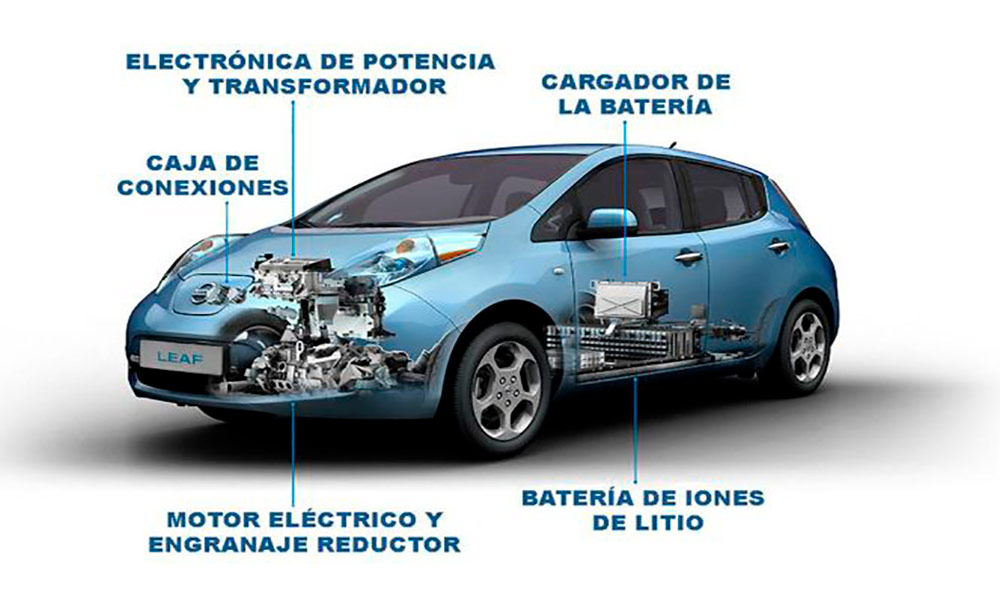 ELECTRÓNICA DE POTENCIA
Y TRANSFORMADOR
CARGADOR DE
LA BATERÍA
CAJA DE
CONEXIONES
LEAF
MOTOR ELÉCTRICO Y
ENGRANAJE REDUCTOR
BATERÍA DE IONES
DE LITIO